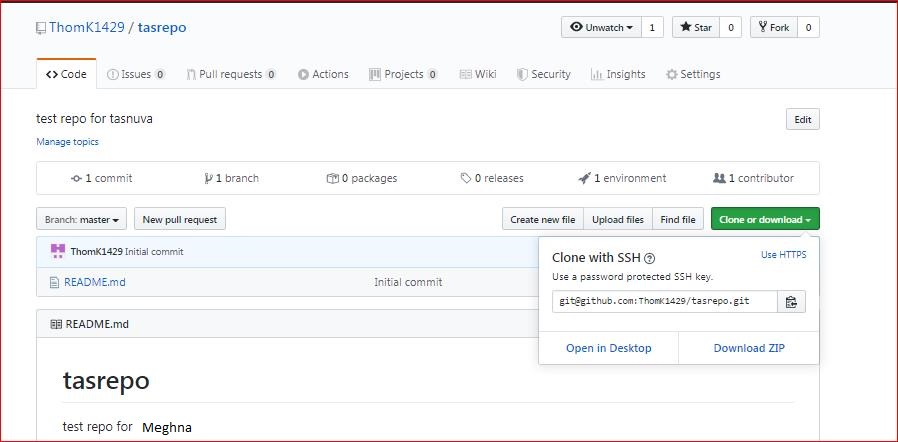 ThomK1429 / tasrepo Unwatch 1 Star 0 Fork 0
Code Issues 0 Pull requests 0 Actions Projects 0 Wiki Security Insights Settings
test repo for tasnuva Edit
Manage topics
1 commit 1 branch 0 packages 0 releases 1 environment 1 contributor
Branch: master New pull request Create new file Upload files Find file Clone or download
ThomK1429 Initial commit
README.md Initial commit
Clone with SSH Use HTTPS
Use a password protected SSH key.
git@github.com:ThomK1429/tasrepo.git
Open in Desktop Download ZIP
README.md
tasrepo
test repo for Meghna